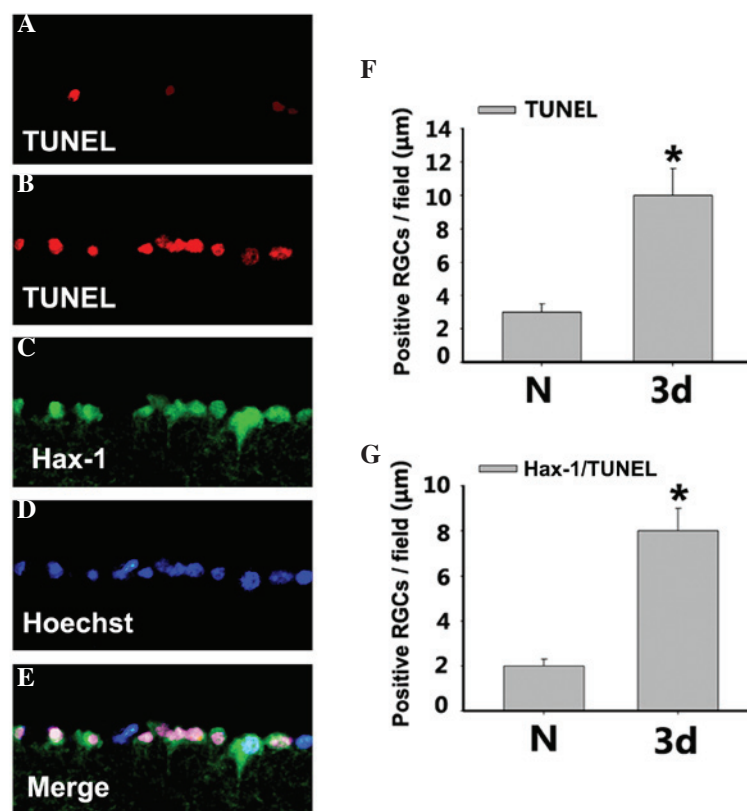 A
TUNEL
B
TUNEL
C
Hax-1
D
Hoechst
E
Merge
F
TUNEL
Positive RGCs / field (μm)
14
12
10
8
6
4
2
0
*
N
3d
G
Hax-1/TUNEL
Positive RGCs / field (μm)
10
8
6
4
2
0
*
N
3d